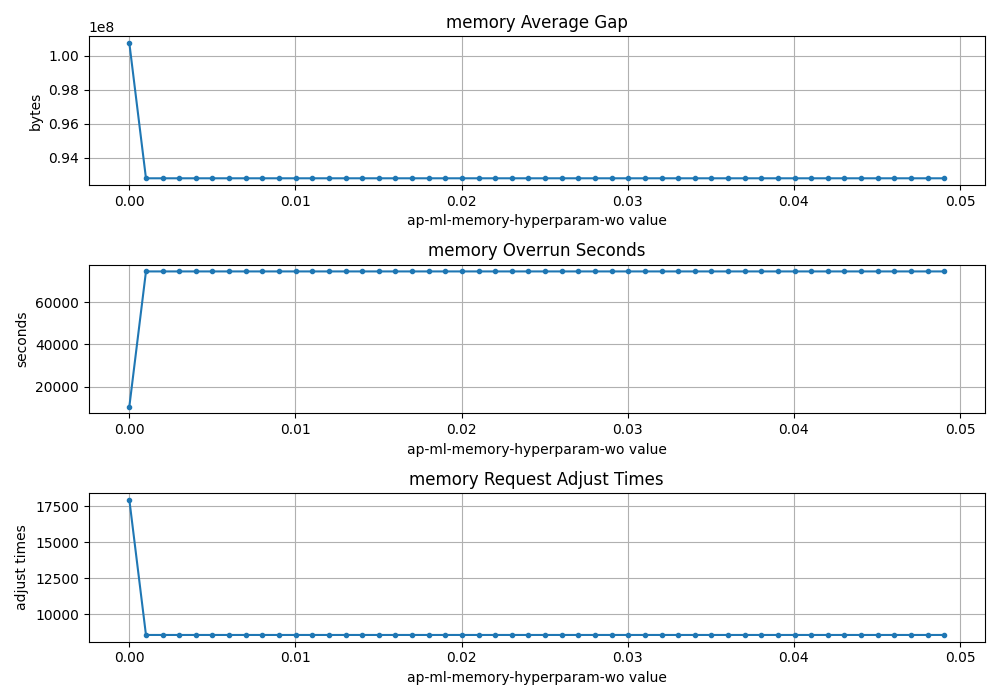 memory Average Gap
1e8
1.00
0.98
0.96
0.94
bytes
0.00 0.01 0.02 0.03 0.04 0.05
ap-ml-memory-hyperparam-wo value
memory Overrun Seconds
60000
40000
20000
seconds
0.00 0.01 0.02 0.03 0.04 0.05
ap-ml-memory-hyperparam-wo value
memory Request Adjust Times
17500
15000
12500
10000
adjust times
0.00 0.01 0.02 0.03 0.04 0.05
ap-ml-memory-hyperparam-wo value